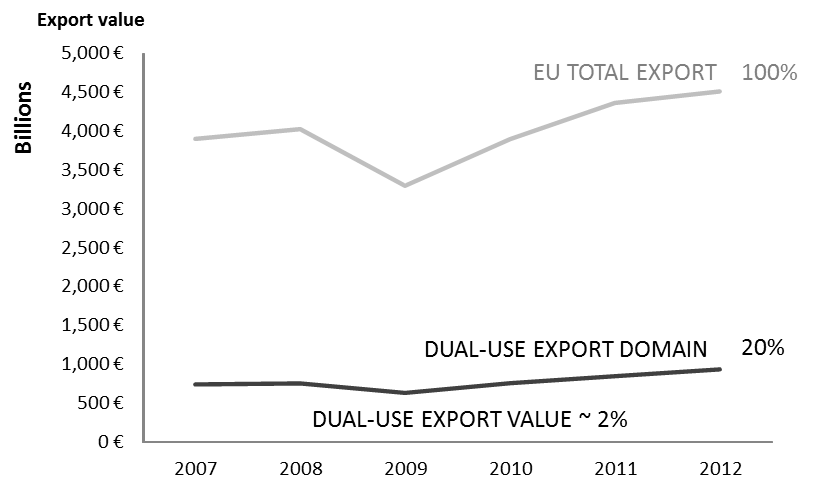 Export value
Billions
5,000 €
4,500 €
4,000 €
3,500 €
3,000 €
2,500 €
2,000 €
1,500 €
1,000 €
500 €
0 €
EU TOTAL EXPORT 100%
DUAL-USE EXPORT DOMAIN 20%
DUAL-USE EXPORT VALUE ~ 2%
2007 2008 2009 2010 2011 2012